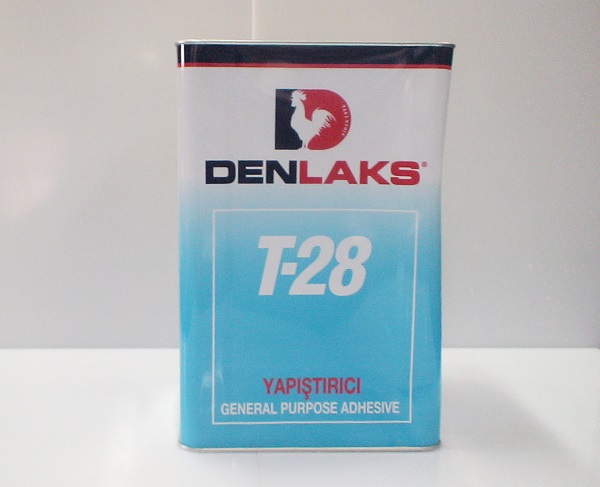 DENLAKS®
T-28
YAPIŞTIRICI
GENERAL PURPOSE ADHESIVE